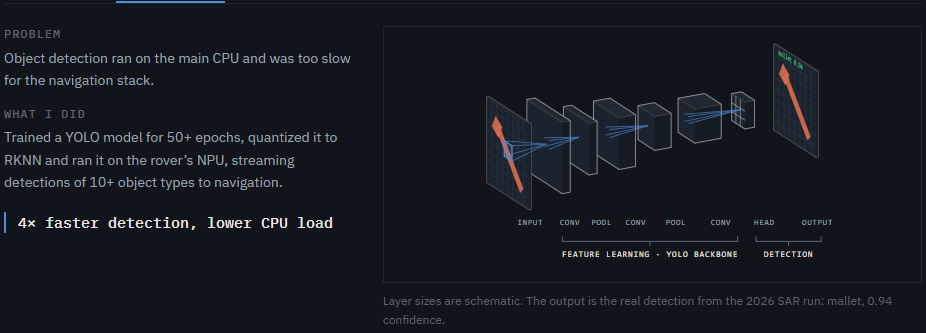 PROBLEM
Object detection ran on the main CPU and was too slow
for the navigation stack.
WHAT I DID
Trained a YOLO model for 50+ epochs, quantized it to
RKNN and ran it on the rover’s NPU, streaming
detections of 10+ object types to navigation.
4× faster detection, lower CPU load
mallet 0.94
INPUT CONV POOL CONV POOL CONV HEAD OUTPUT
FEATURE LEARNING · YOLO BACKBONE DETECTION
Layer sizes are schematic. The output is the real detection from the 2026 SAR run: mallet, 0.94
confidence.